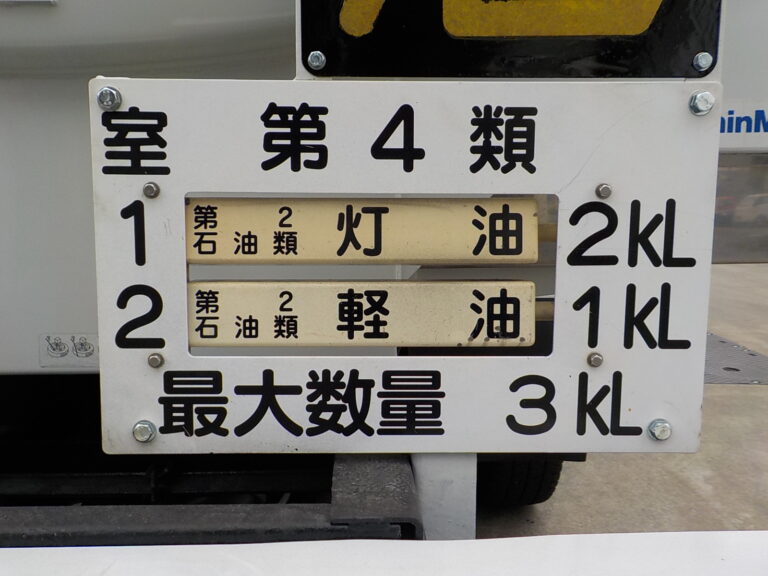 室 第4類
1 第2石油類 灯油 2KL
2 第2石油類 軽油 1KL
最大数量 3KL